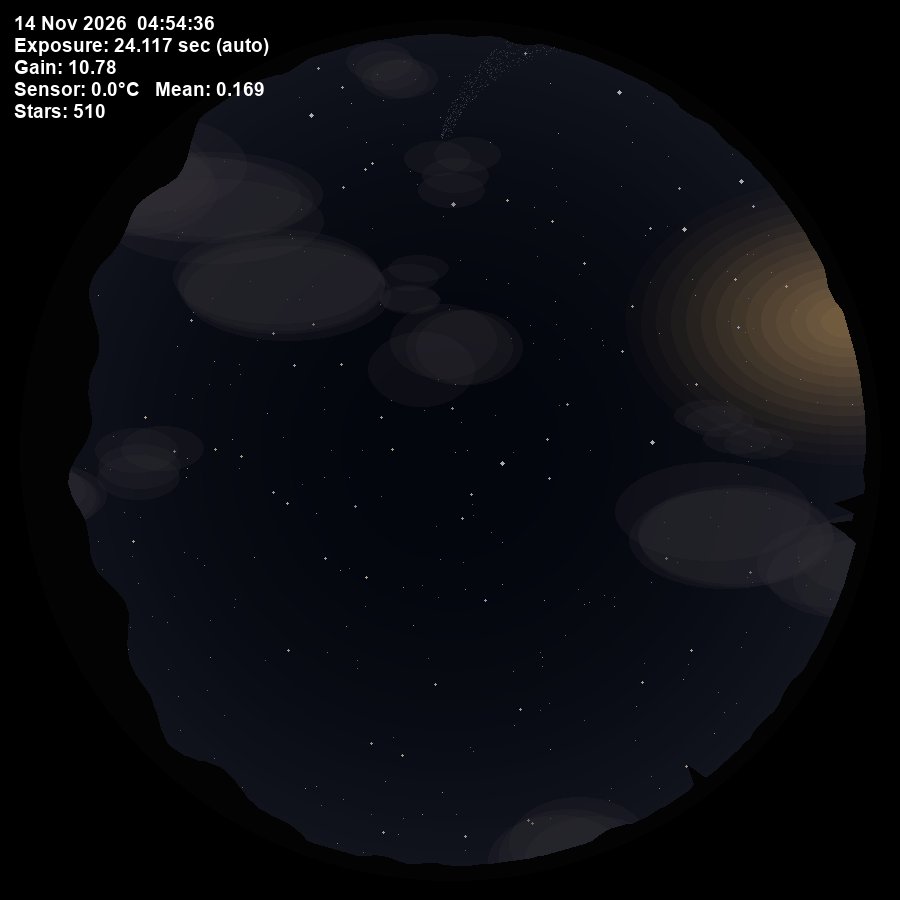 14 Nov 2026  04:54:36
Exposure: 24.117 sec (auto)
Gain: 10.78
Sensor: 0.0°C   Mean: 0.169
Stars: 510